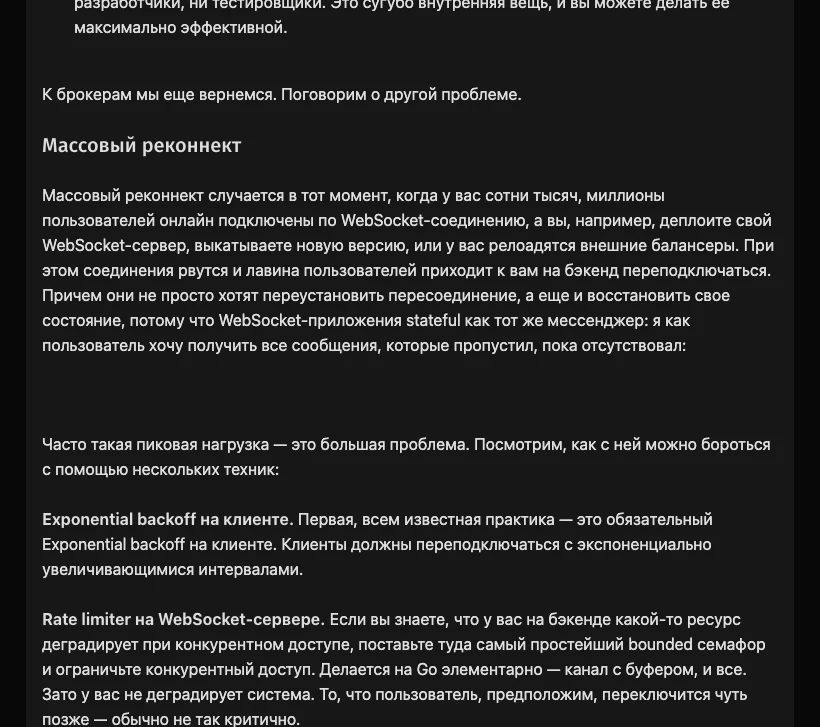 разработчики, ни тестировщики. Это сугубо внутренняя вещь, и вы можете делать ее
максимально эффективной.
К брокерам мы еще вернемся. Поговорим о другой проблеме.
Массовый реконнект
Массовый реконнект случается в тот момент, когда у вас сотни тысяч, миллионы
пользователей онлайн подключены по WebSocket-соединению, а вы, например, деплоите свой
WebSocket-сервер, выкатываете новую версию, или у вас релоадятся внешние балансеры. При
этом соединения рвутся и лавина пользователей приходит к вам на бэкенд переподключаться.
Причем они не просто хотят переустановить пересоединение, а еще и восстановить свое
состояние, потому что WebSocket-приложения stateful как тот же мессенджер: я как
пользователь хочу получить все сообщения, которые пропустил, пока отсутствовал:
Часто такая пиковая нагрузка — это большая проблема. Посмотрим, как с ней можно бороться
с помощью нескольких техник:
Exponential backoff на клиенте. Первая, всем известная практика — это обязательный
Exponential backoff на клиенте. Клиенты должны переподключаться с экспоненциально
увеличивающимися интервалами.
Rate limiter на WebSocket-сервере. Если вы знаете, что у вас на бэкенде какой-то ресурс
деградирует при конкурентном доступе, поставьте туда самый простейший bounded семафор
и ограничьте конкурентный доступ. Делается на Go элементарно — канал с буфером, и все.
Зато у вас не деградирует система. То, что пользователь, предположим, переключится чуть
позже — обычно не так критично.